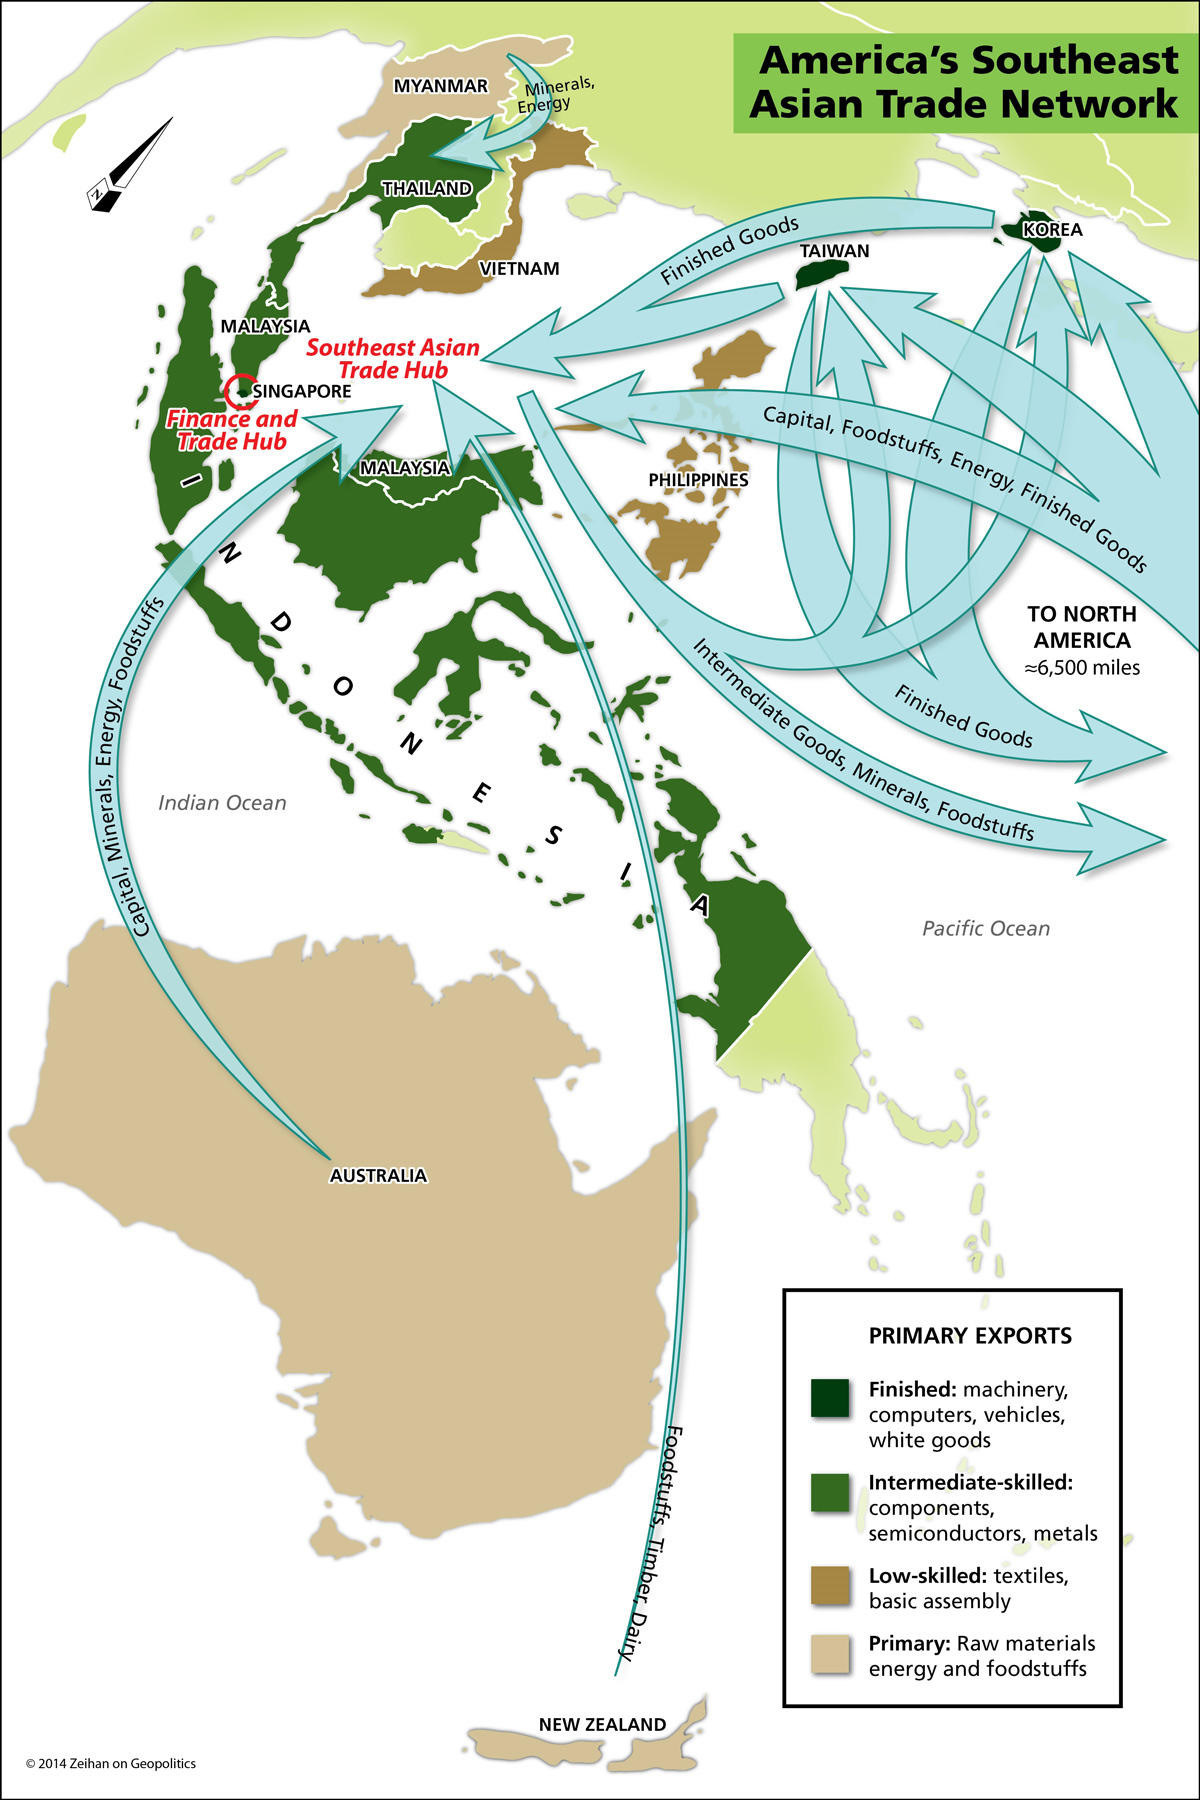 America's Southeast
Asian Trade Network
MYANMAR
Minerals,
Energy
THAILAND
VIETNAM
N
KOREA
TAIWAN
Finished Goods
MALAYSIA
Southeast Asian
Trade Hub
SINGAPORE
Finance and
Trade Hub
MALAYSIA
PHILIPPINES
Capital, Foodstuffs, Energy, Finished Goods
TO NORTH
AMERICA
≈6,500 miles
Finished Goods
Intermediate Goods, Minerals, Foodstuffs
INDONESIA
Capital, Minerals, Energy, Foodstuffs
Indian Ocean
Pacific Ocean
AUSTRALIA
Foodstuffs, Timber, Dairy
NEW ZEALAND
PRIMARY EXPORTS
Finished: machinery,
computers, vehicles,
white goods
Intermediate-skilled:
components,
semiconductors, metals
Low-skilled: textiles,
basic assembly
Primary: Raw materials
energy and foodstuffs
© 2014 Zeihan on Geopolitics